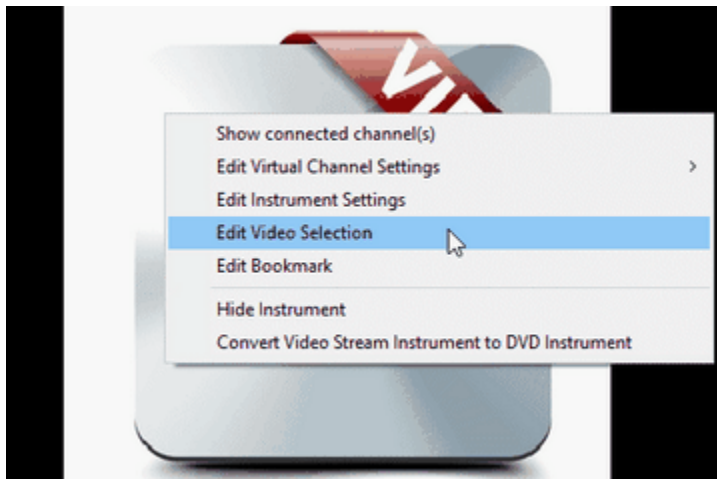 Show connected channel(s)
Edit Virtual Channel Settings
Edit Instrument Settings
Edit Video Selection
Edit Bookmark
Hide Instrument
Convert Video Stream Instrument to DVD Instrument